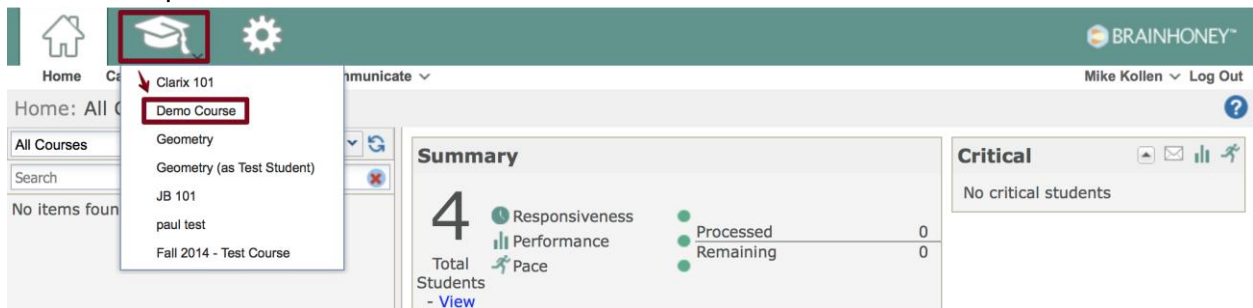 BRAINHONEY™
Home
mmunicate
Mike Kollen
Log Out
Home: All
Clarix 101
Demo Course
Geometry
Geometry (as Test Student)
JB 101
paul test
Fall 2014 - Test Course
All Courses
Search
No items foun
Summary
4
Total
Students
- View
Responsiveness
Performance
Pace
Processed 0
Remaining 0
Critical
No critical students